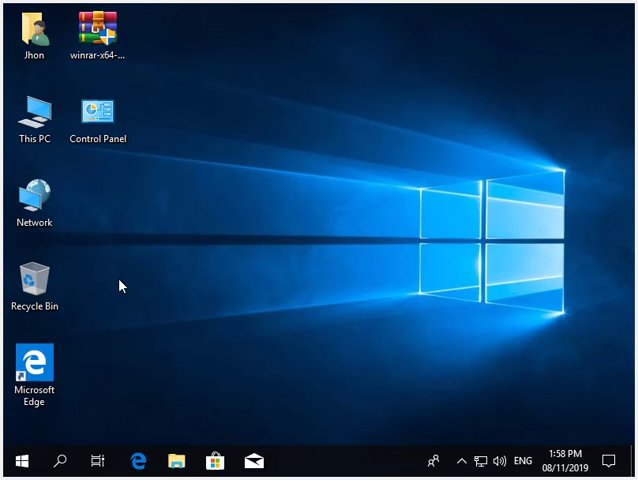 Jhon
winrar-x64-...
This PC
Control Panel
Network
Recycle Bin
Microsoft
Edge
ENG
1:58 PM
08/11/2019